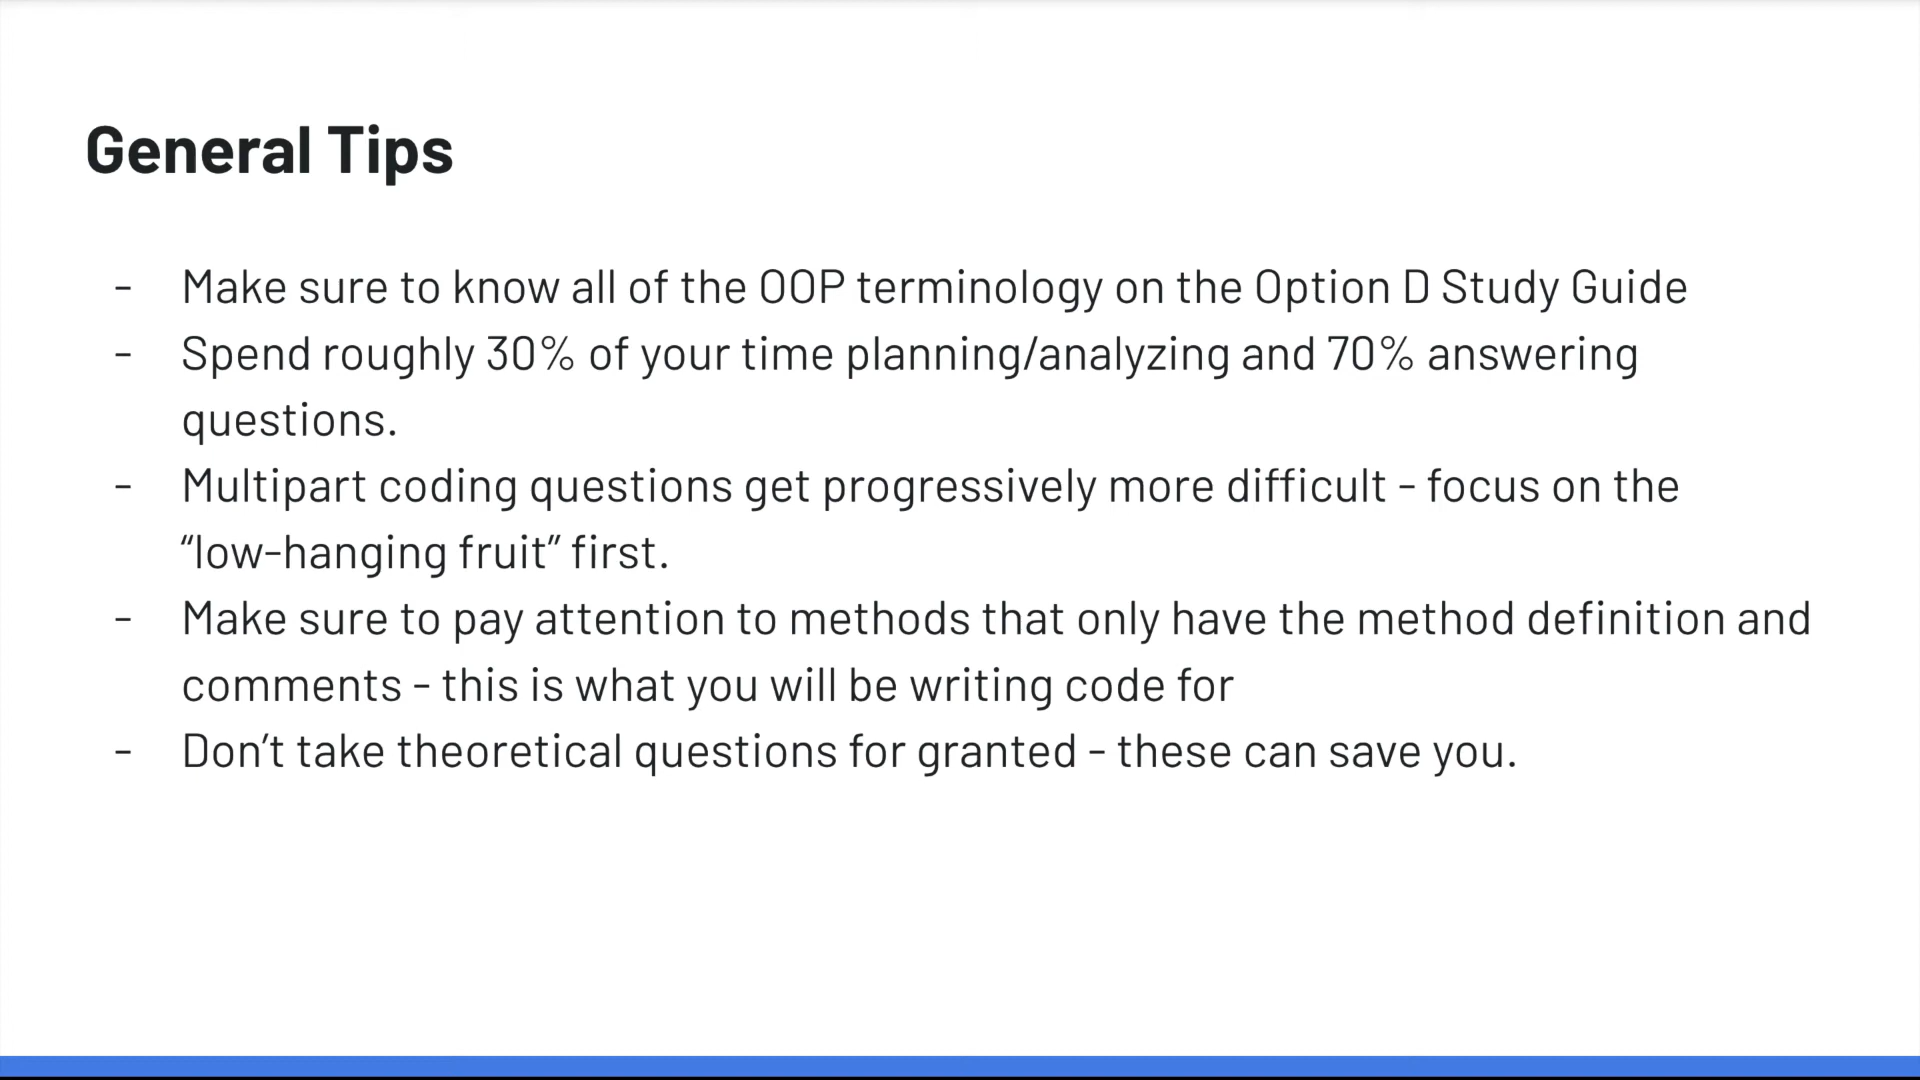 General Tips
- Make sure to know all of the OOP terminology on the Option D Study Guide
- Spend roughly 30% of your time planning/analyzing and 70% answering
questions.
- Multipart coding questions get progressively more difficult - focus on the
“low-hanging fruit” first.
- Make sure to pay attention to methods that only have the method definition and
comments - this is what you will be writing code for
- Don’t take theoretical questions for granted - these can save you.